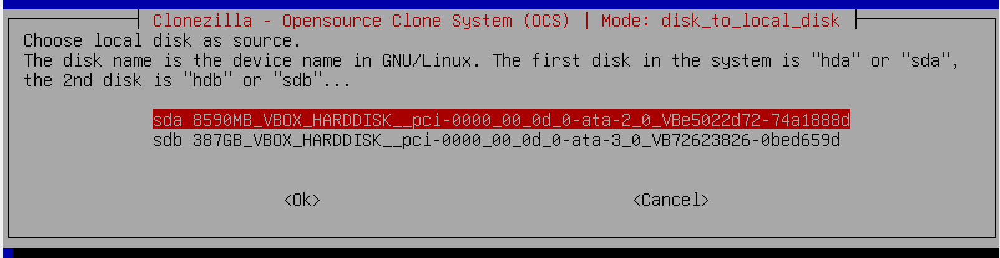 Clonezilla - Opensource Clone System (OCS) | Mode: disk_to_local_disk
Choose local disk as source.
The disk name is the device name in GNU/Linux. The first disk in the system is "hda" or "sda",
the 2nd disk is "hdb" or "sdb"...
sda 8590MB_VBOX_HARDDISK__pci-0000_00_0d_0-ata-2_0_VBe5022d72-74a1888d
sdb 387GB_VBOX_HARDDISK__pci-0000_00_0d_0-ata-3_0_VB72623826-0bed659d
<Ok> <Cancel>